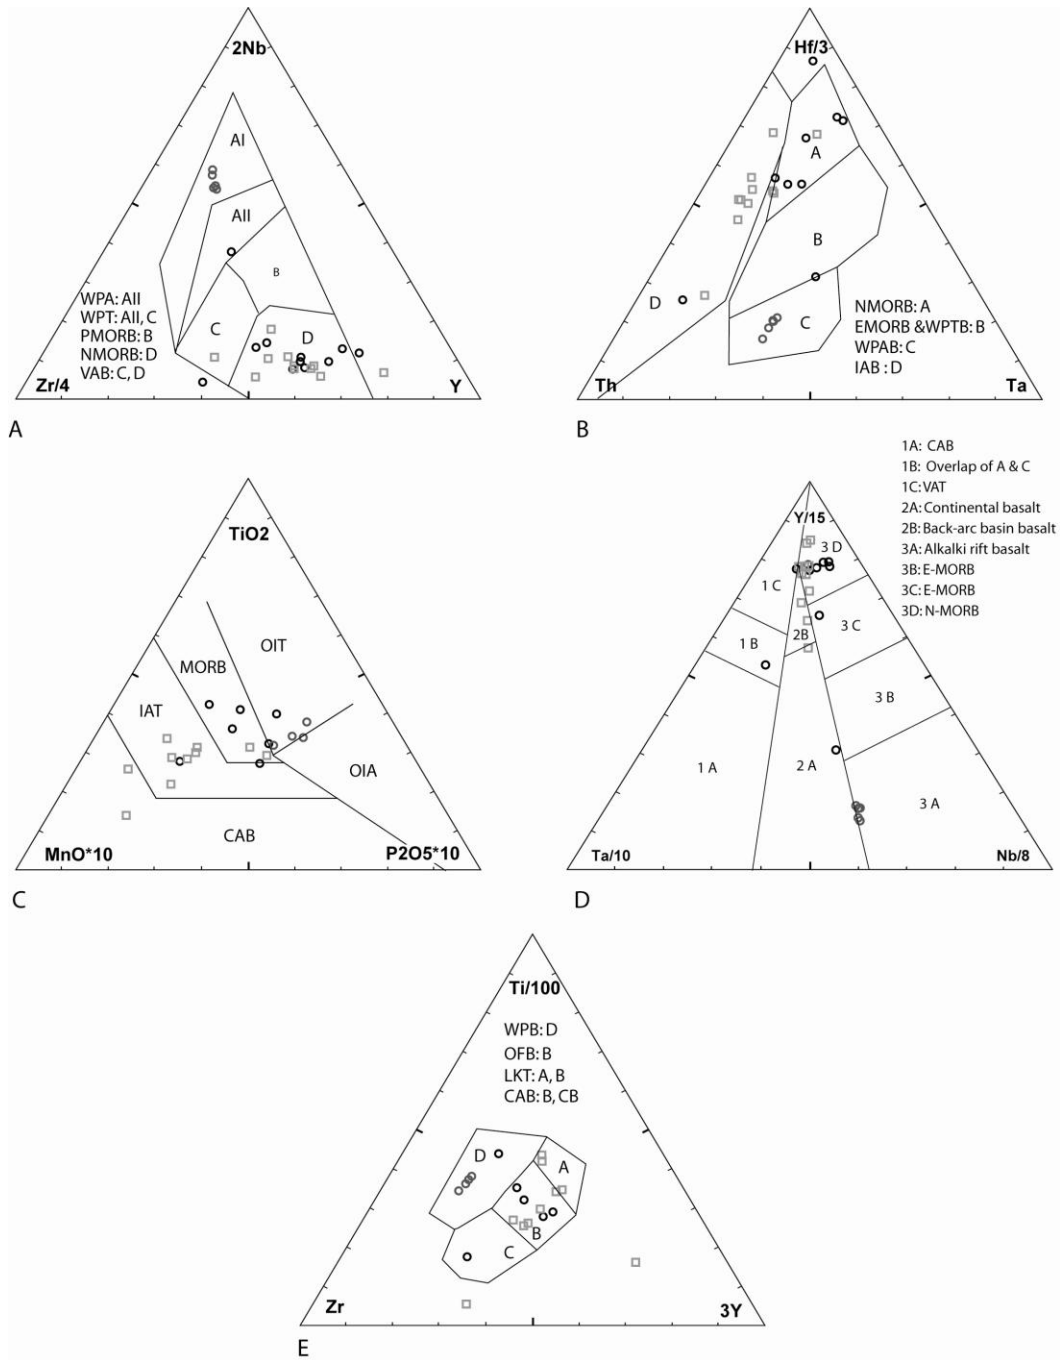 2Nb
AI
AII
B
WPA: AII
WPT: AII, C
PMORB: B
NMORB: D
VAB: C, D
C
D
Zr/4
Y
A
Hf/3
A
B
D
C
NMORB: A
EMORB &WPTB: B
WPAB: C
IAB : D
Th
Ta
B
TiO2
OIT
MORB
IAT
OIA
CAB
MnO*10
P2O5*10
C
1A: CAB
1B: Overlap of A & C
1C: VAT
2A: Continental basalt
2B: Back-arc basin basalt
3A: Alkalki rift basalt
3B: E-MORB
3C: E-MORB
3D: N-MORB
Y/15
3 D
1 C
3 C
2B
1 B
3 B
1 A
2 A
3 A
Ta/10
Nb/8
D
Ti/100
WPB: D
OFB: B
LKT: A, B
CAB: B, CB
D
A
B
C
Zr
3Y
E